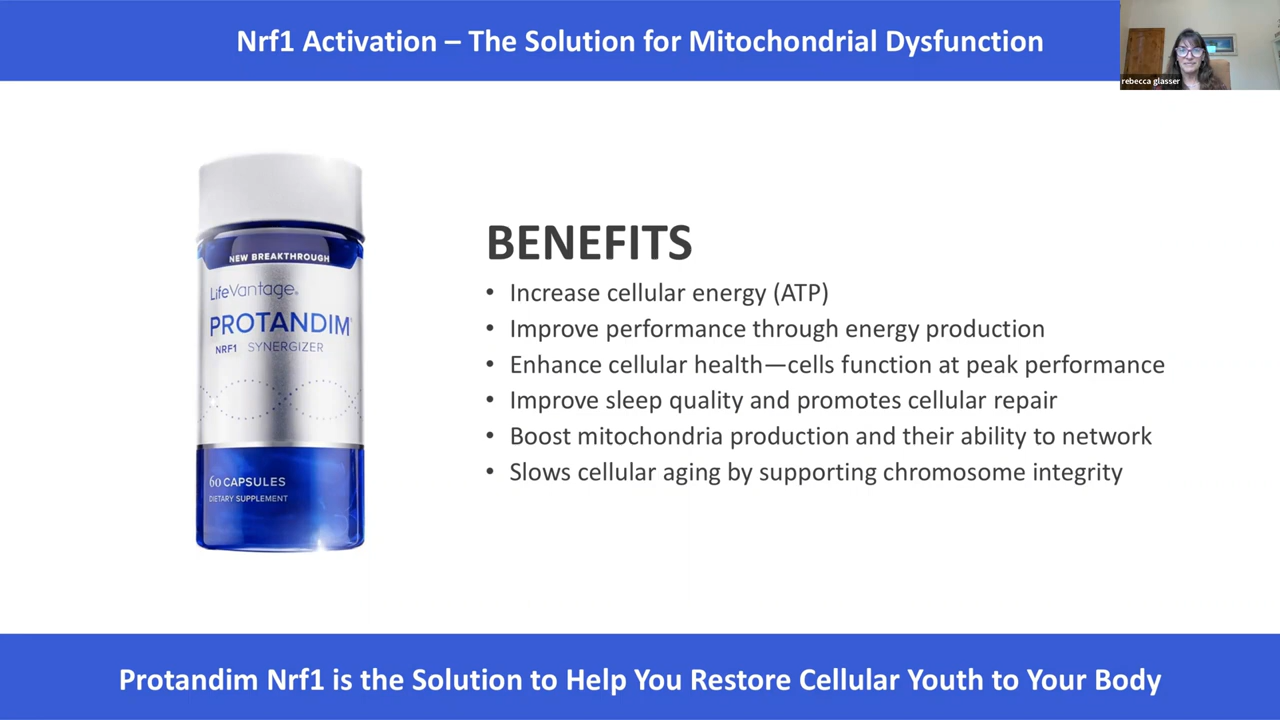 Nrf1 Activation – The Solution for Mitochondrial Dysfunction
rebecca glasser
NEW BREAKTHROUGH
LifeVantage®
PROTANDIM®
NRF1 SYNERGIZER
60 CAPSULES
DIETARY SUPPLEMENT
BENEFITS
• Increase cellular energy (ATP)
• Improve performance through energy production
• Enhance cellular health—cells function at peak performance
• Improve sleep quality and promotes cellular repair
• Boost mitochondria production and their ability to network
• Slows cellular aging by supporting chromosome integrity
Protandim Nrf1 is the Solution to Help You Restore Cellular Youth to Your Body